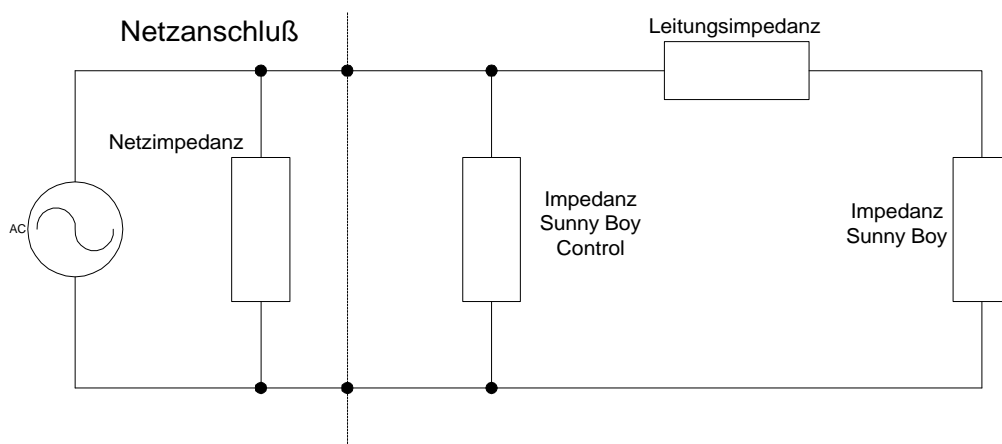 Netzanschluß
Leitungsimpedanz
Netzimpedanz
AC
Impedanz
Sunny Boy
Control
Impedanz
Sunny Boy